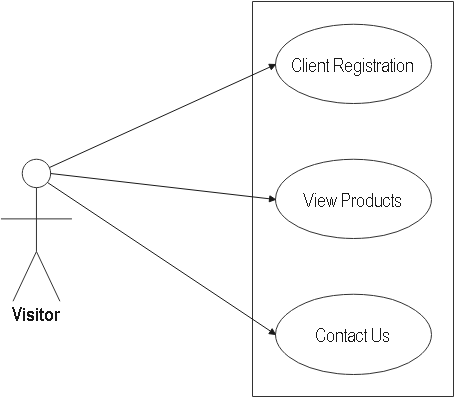 Client Registration
View Products
Contact Us
Visitor